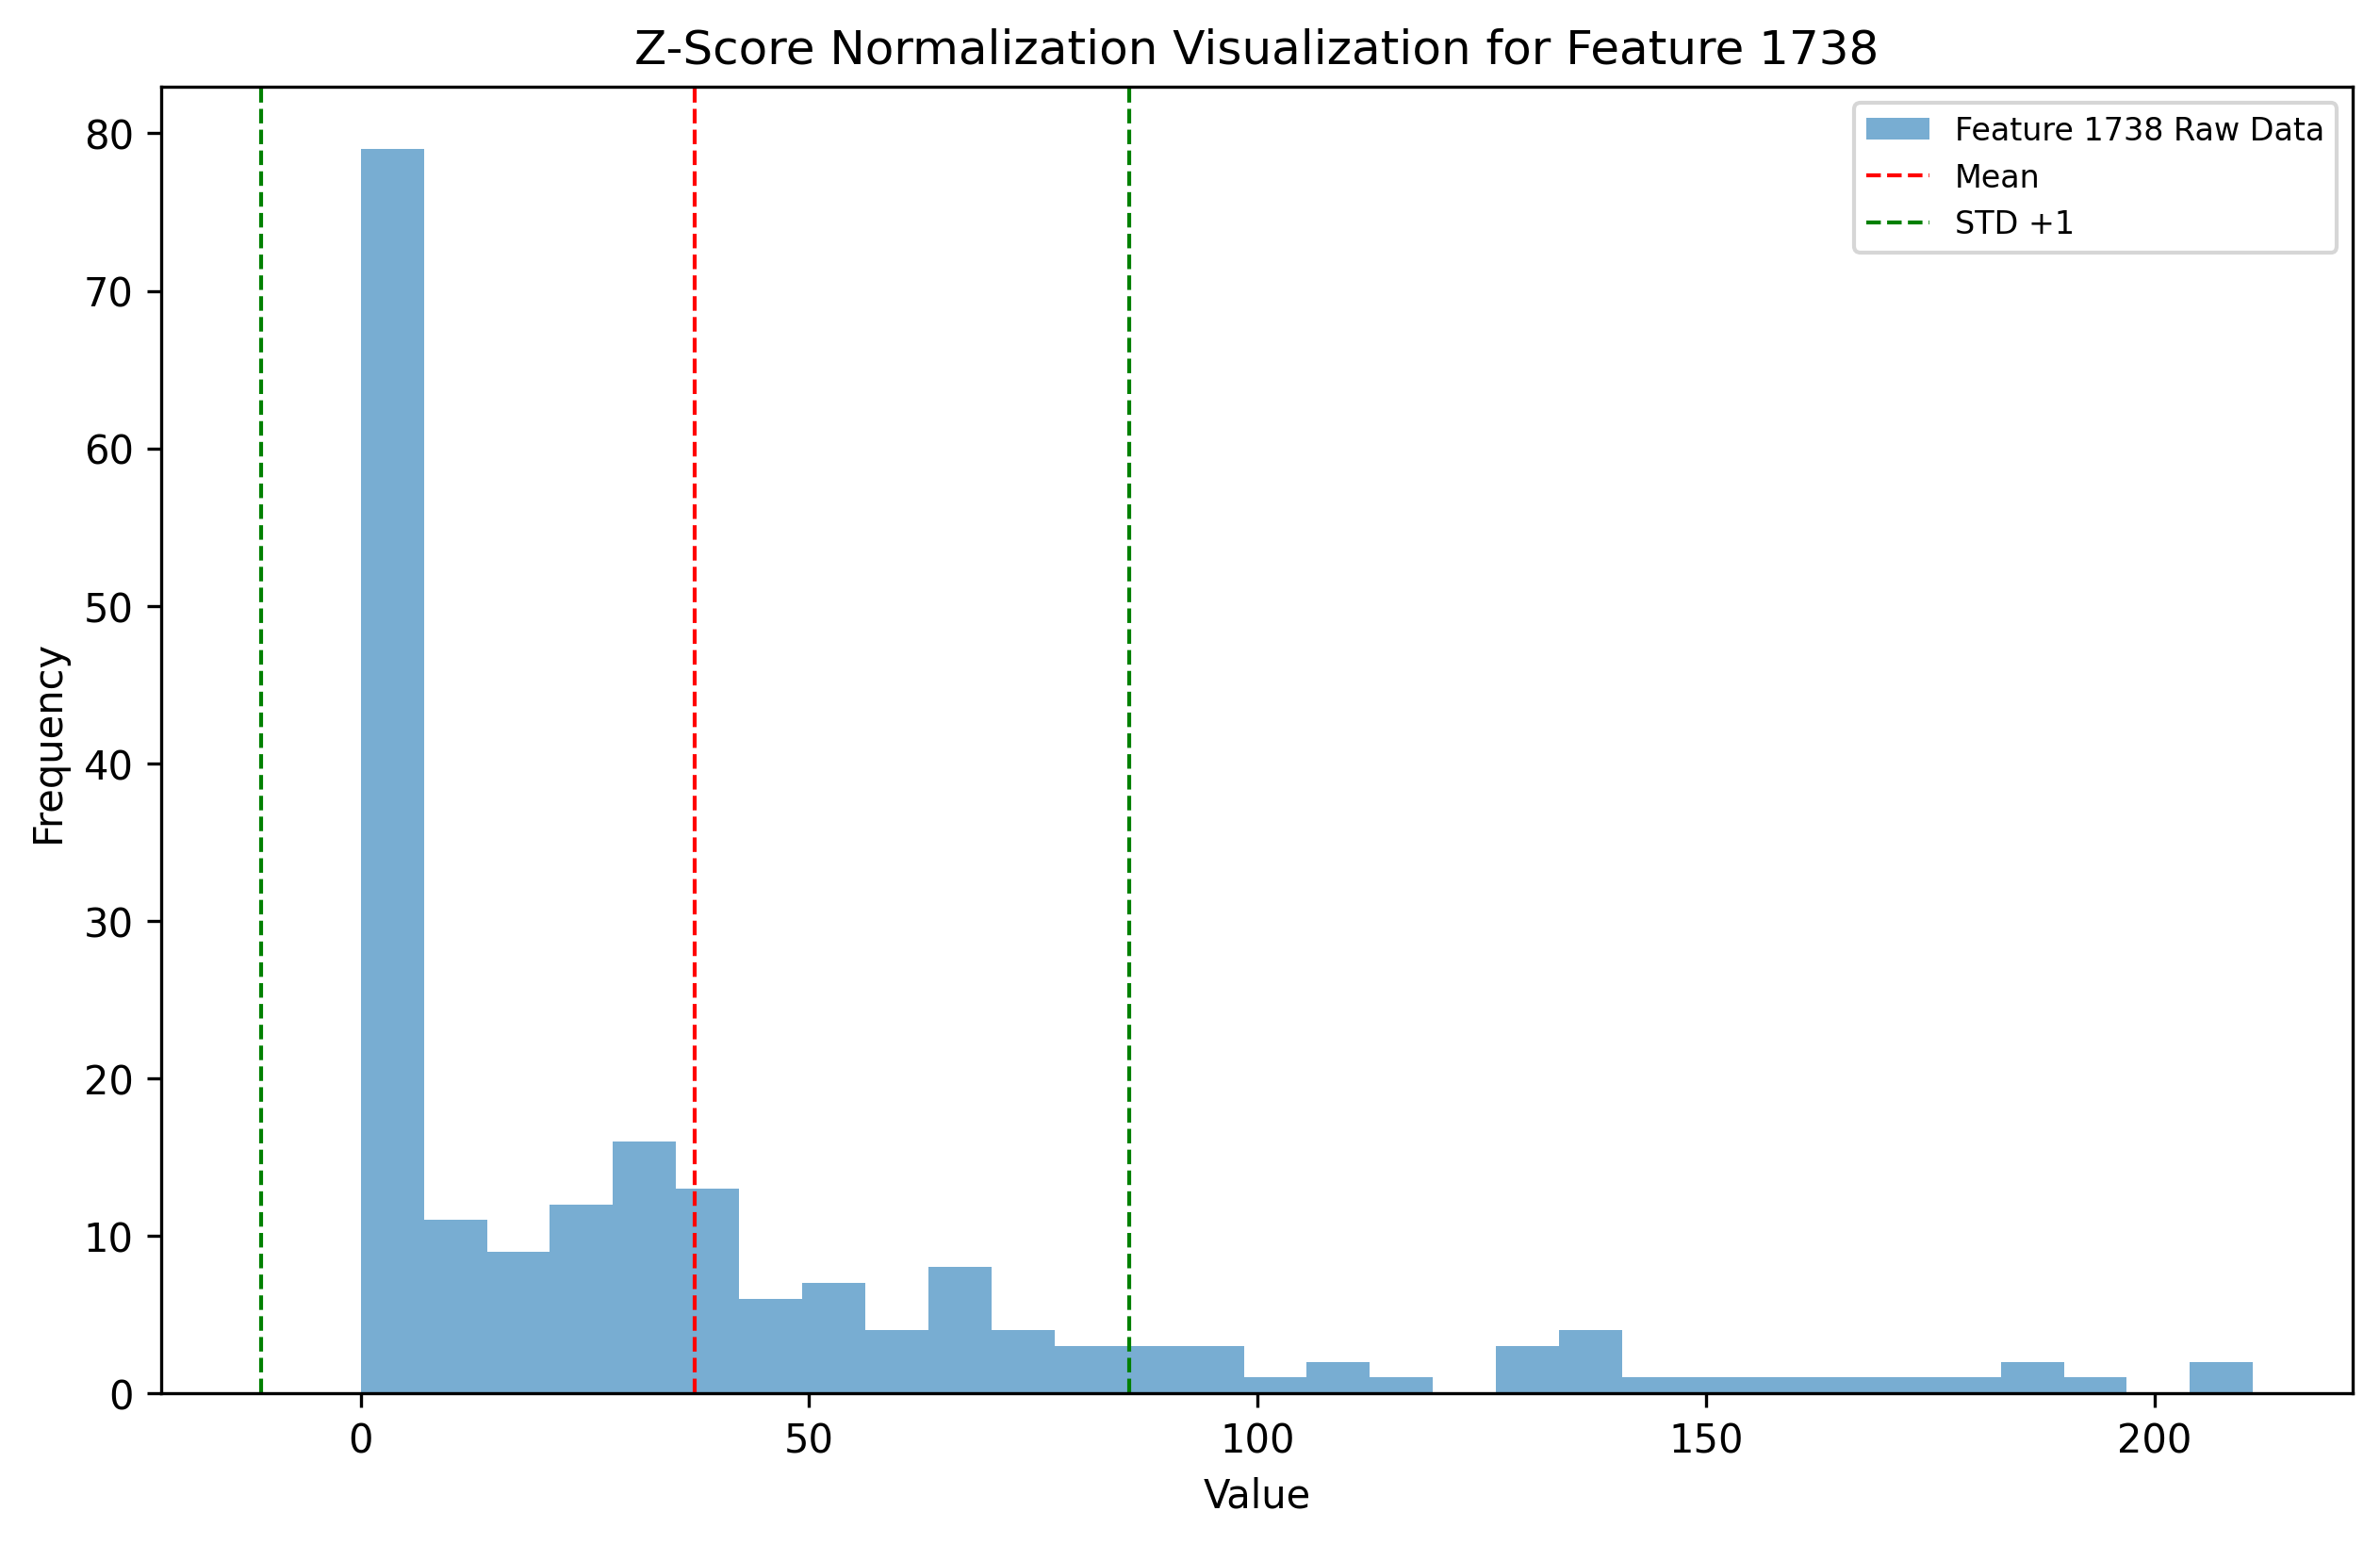 Z-Score Normalization Visualization for Feature 1738
Feature 1738 Raw Data
Mean
STD +1
Frequency
80
70
60
50
40
30
20
10
0
0 50 100 150 200
Value